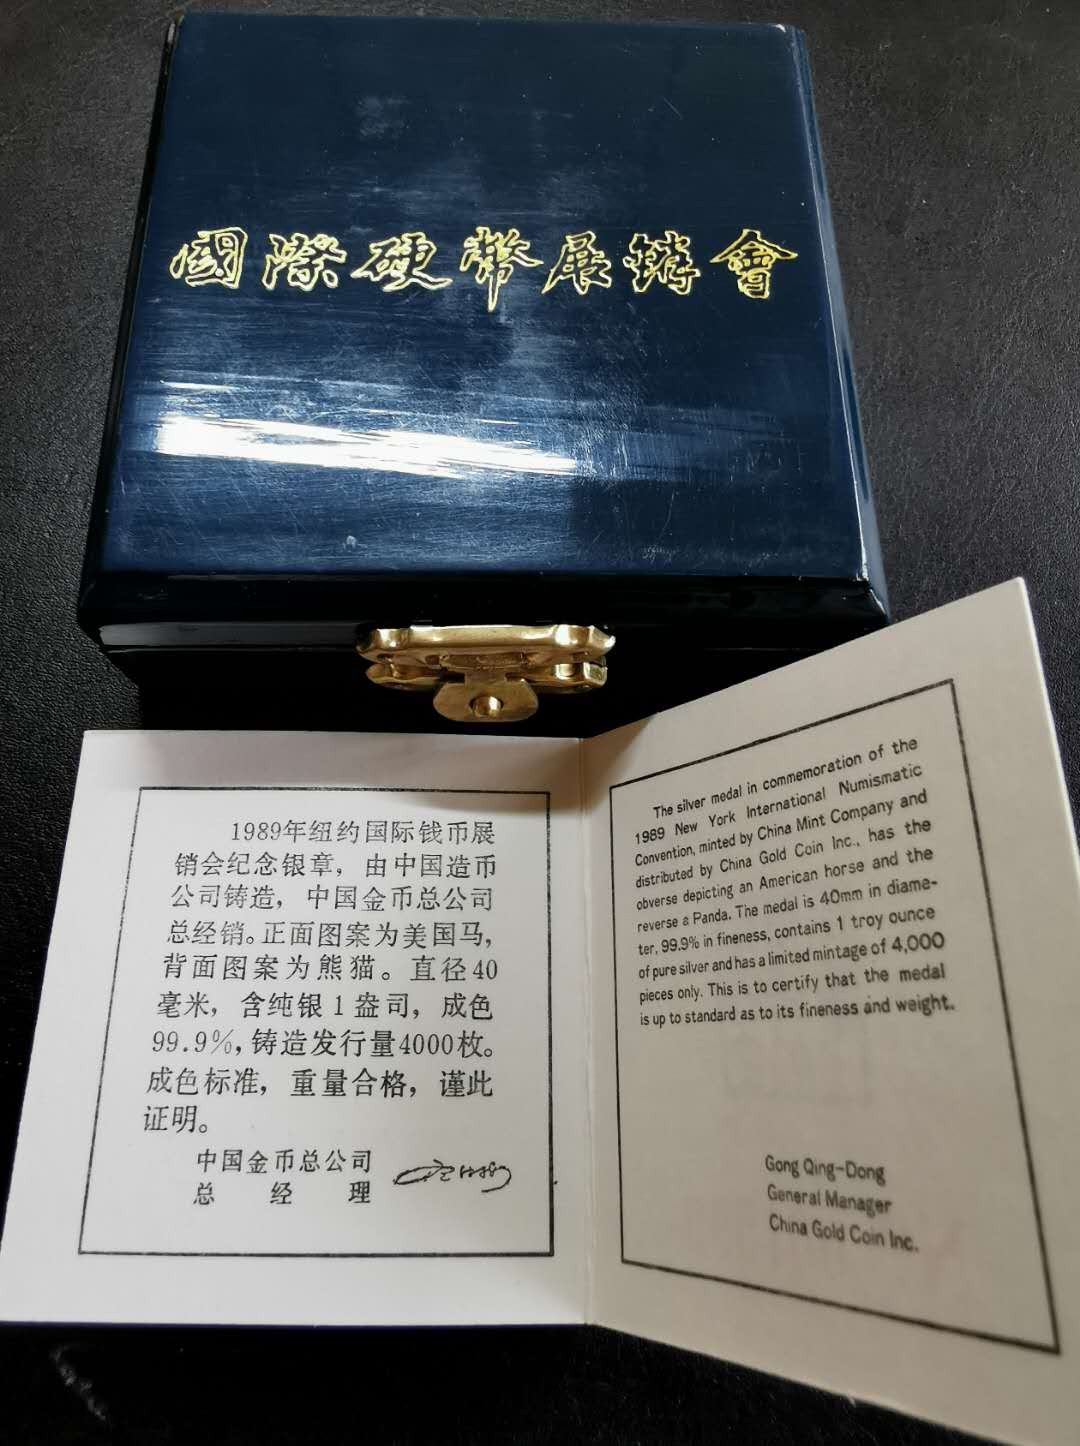 國際硬幣展銷會
1989年纽约国际钱币展
销会纪念银章，由中国造币
公司铸造，中国金币总公司
总经销。正面图案为美国马，
背面图案为熊猫。直径40
毫米，含纯银1盎司，成色
99.9%，铸造发行量4000枚。
成色标准，重量合格，谨此
证明。
中国金币总公司
总 经 理
The silver medal in commemoration of the
1989 New York International Numismatic
Convention, minted by China Mint Company and
distributed by China Gold Coin Inc., has the
obverse depicting an American horse and the
reverse a Panda. The medal is 40mm in diame-
ter, 99.9% in fineness, contains 1 troy ounce
of pure silver and has a limited mintage of 4,000
pieces only. This is to certify that the medal
is up to standard as to its fineness and weight.
Gong Qing-Dong
General Manager
China Gold Coin Inc.